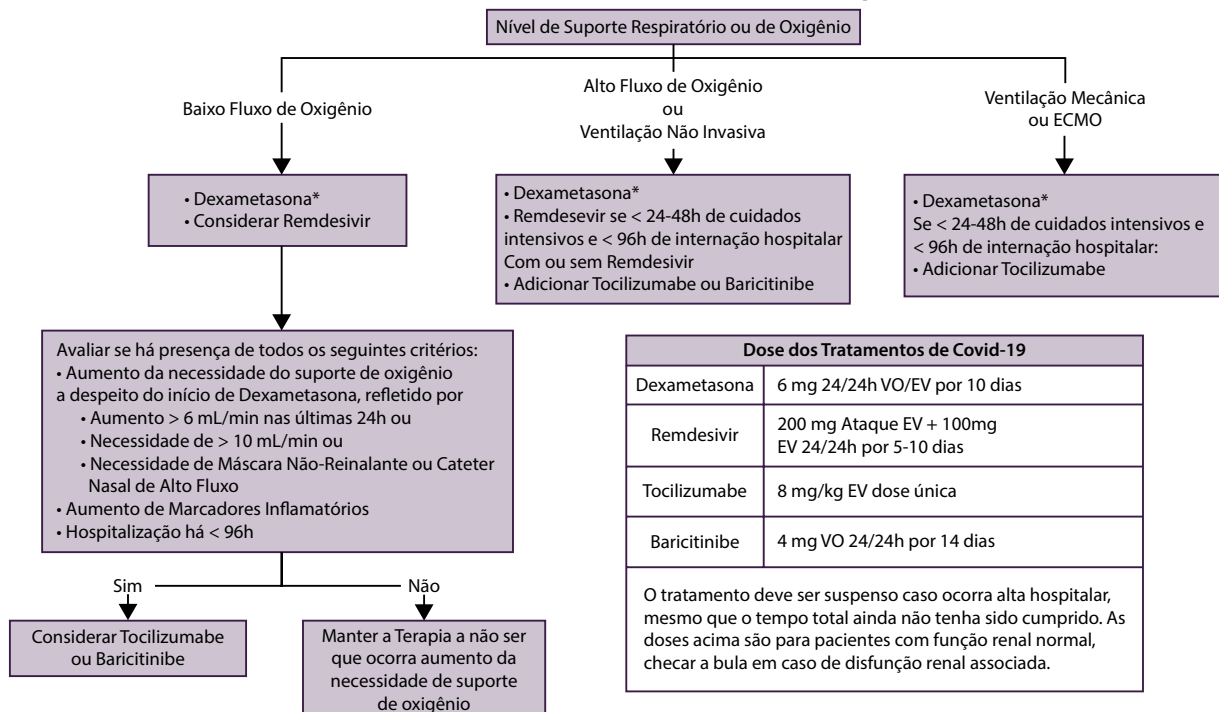 Nível de Suporte Respiratório ou de Oxigênio
Baixo Fluxo de Oxigênio
Alto Fluxo de Oxigênio
ou
Ventilação Não Invasiva
Ventilação Mecânica
ou ECMO
• Dexametasona*
• Considerar Remdesivir
• Dexametasona*
• Remdesevir se < 24-48h de cuidados
intensivos e < 96h de internação hospitalar
Com ou sem Remdesivir
• Adicionar Tocilizumabe ou Baricitinibe
• Dexametasona*
Se < 24-48h de cuidados intensivos e
< 96h de internação hospitalar:
• Adicionar Tocilizumabe
Avaliar se há presença de todos os seguintes critérios:
• Aumento da necessidade do suporte de oxigênio
a despeito do início de Dexametasona, refletido por
• Aumento > 6 mL/min nas últimas 24h ou
• Necessidade de > 10 mL/min ou
• Necessidade de Máscara Não-Reinalante ou Cateter
Nasal de Alto Fluxo
• Aumento de Marcadores Inflamatórios
• Hospitalização há < 96h
Sim
Não
Considerar Tocilizumabe
ou Baricitinibe
Manter a Terapia a não ser
que ocorra aumento da
necessidade de suporte
de oxigênio
Dose dos Tratamentos de Covid-19
Dexametasona
6 mg 24/24h VO/EV por 10 dias
Remdesivir
200 mg Ataque EV + 100mg
EV 24/24h por 5-10 dias
Tocilizumabe
8 mg/kg EV dose única
Baricitinibe
4 mg VO 24/24h por 14 dias
O tratamento deve ser suspenso caso ocorra alta hospitalar,
mesmo que o tempo total ainda não tenha sido cumprido. As
doses acima são para pacientes com função renal normal,
checar a bula em caso de disfunção renal associada.